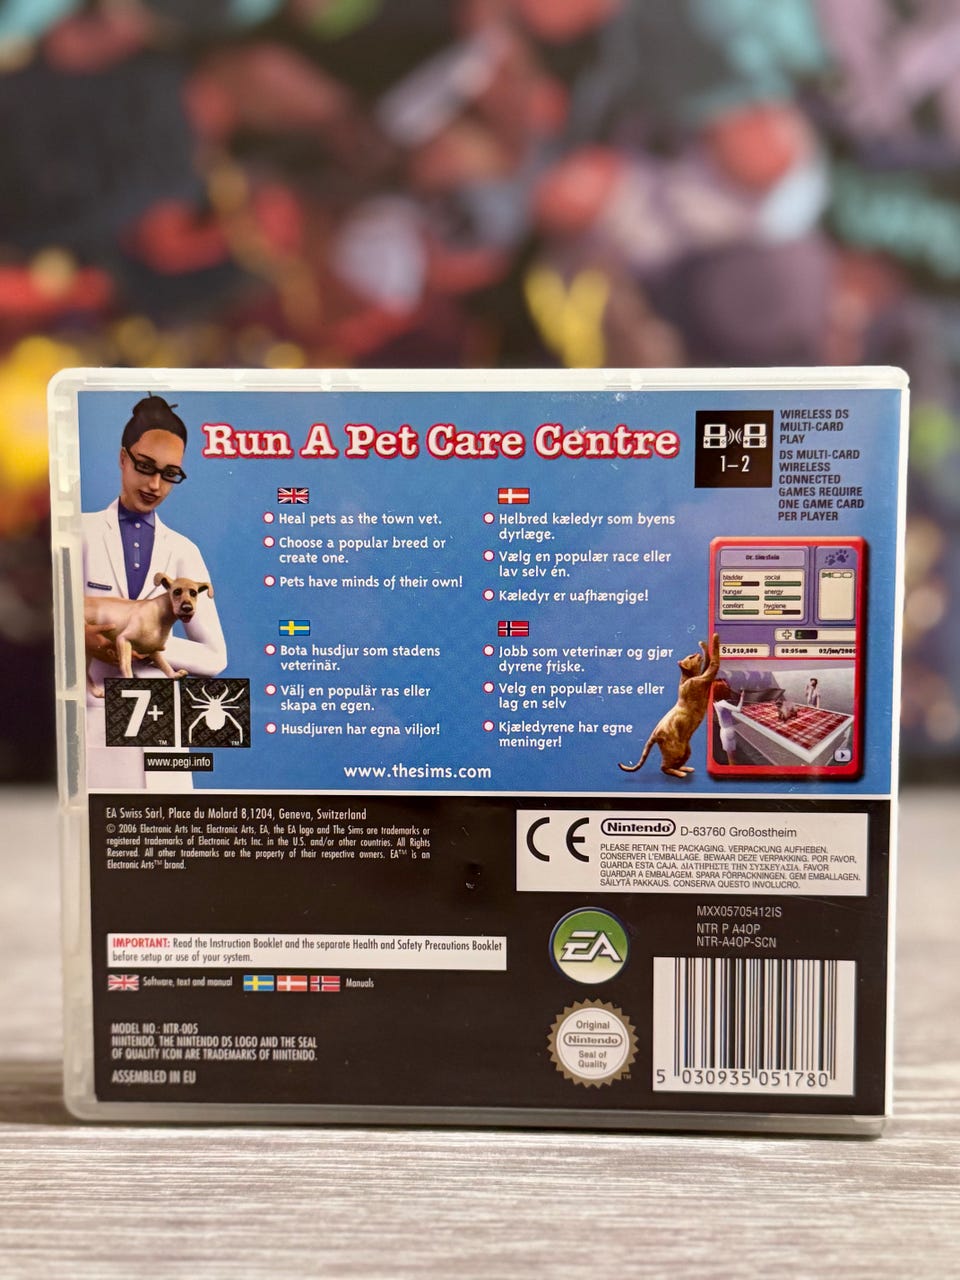 Run A Pet Care Centre
1-2
WIRELESS DS
MULTI-CARD
PLAY
DS MULTI-CARD
WIRELESS
CONNECTED
GAMES REQUIRE
ONE GAME CARD
PER PLAYER
Heal pets as the town vet.
Choose a popular breed or
create one.
Pets have minds of their own!
Helbred kæledyr som byens
dyrlæge.
Vælg en populær race eller
lav selv én.
Kæledyr er uafhængige!
Bota husdjur som stadens
veterinär.
Välj en populär ras eller
skapa en egen.
Husdjuren har egna viljor!
Jobb som veterinær og gjør
dyrene friske.
Velg en populær rase eller
lag en selv
Kjæledyrene har egne
meninger!
Dr. Simstein
bladder social
hunger energy
comfort hygiene
7+
TM TM
www.pegi.info
www.thesims.com
EA Swiss Sàrl, Place du Molard 8,1204, Geneva, Switzerland
© 2006 Electronic Arts Inc. Electronic Arts, EA, the EA logo and The Sims are trademarks or
registered trademarks of Electronic Arts Inc. in the U.S. and/or other countries. All Rights
Reserved. All other trademarks are the property of their respective owners. EA™ is an
Electronic Arts™ brand.
CE Nintendo® D-63760 Großostheim
PLEASE RETAIN THE PACKAGING. VERPACKUNG AUFHEBEN.
CONSERVER L'EMBALLAGE. BEWAAR DEZE VERPAKKING. POR FAVOR,
GUARDA ESTA CAJA. ΔΙΑΤΗΡΗΣΤΕ ΤΗΝ ΣΥΣΚΕΥΑΣΙΑ. FAVOR
GUARDAR A EMBALAGEM. SPARA FÖRPACKNINGEN. GEM EMBALLAGEN.
SÄILYTÄ PAKKAUS. CONSERVA QUESTO INVOLUCRO.
MXX05705412IS
NTR P A4OP
NTR-A4OP-SCN
EA
IMPORTANT: Read the Instruction Booklet and the separate Health and Safety Precautions Booklet
before setup or use of your system.
Software, text and manual Manuals
MODEL NO.: NTR-005
NINTENDO, THE NINTENDO DS LOGO AND THE SEAL
OF QUALITY ICON ARE TRADEMARKS OF NINTENDO.
ASSEMBLED IN EU
Original
Nintendo
Seal of
Quality
TM
5 030935 051780